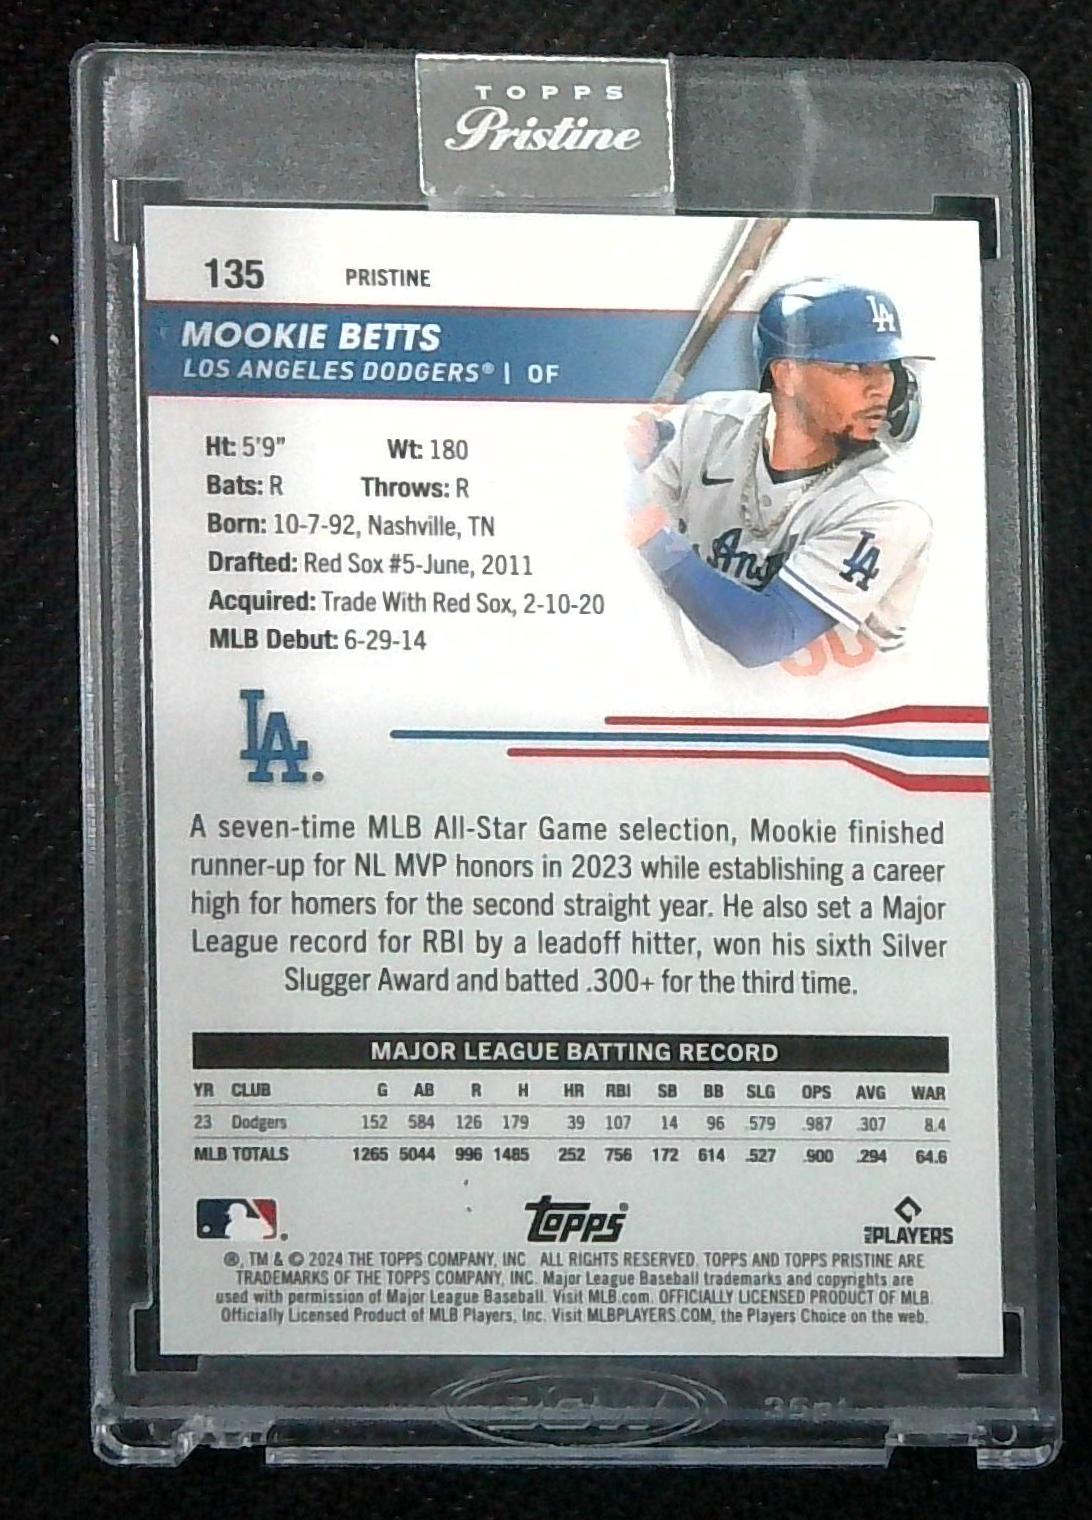 TOPPS
Pristine
135 PRISTINE
MOOKIE BETTS
LOS ANGELES DODGERS® | OF
LA
Ht: 5'9" Wt: 180
Bats: R Throws: R
Born: 10-7-92, Nashville, TN
Drafted: Red Sox #5-June, 2011
Acquired: Trade With Red Sox, 2-10-20
MLB Debut: 6-29-14
LA
LA
A seven-time MLB All-Star Game selection, Mookie finished
runner-up for NL MVP honors in 2023 while establishing a career
high for homers for the second straight year. He also set a Major
League record for RBI by a leadoff hitter, won his sixth Silver
Slugger Award and batted .300+ for the third time.
MAJOR LEAGUE BATTING RECORD
YR CLUB G AB R H HR RBI SB BB SLG OPS AVG WAR
23 Dodgers 152 584 126 179 39 107 14 96 .579 .987 .307 8.4
MLB TOTALS 1265 5044 996 1485 252 756 172 614 .527 .900 .294 64.6
topps
MLB PLAYERS
®, TM & © 2024 THE TOPPS COMPANY, INC. ALL RIGHTS RESERVED. TOPPS AND TOPPS PRISTINE ARE
TRADEMARKS OF THE TOPPS COMPANY, INC. Major League Baseball trademarks and copyrights are
used with permission of Major League Baseball. Visit MLB.com. OFFICIALLY LICENSED PRODUCT OF MLB.
Officially Licensed Product of MLB Players, Inc. Visit MLBPLAYERS.COM, the Players Choice on the web.